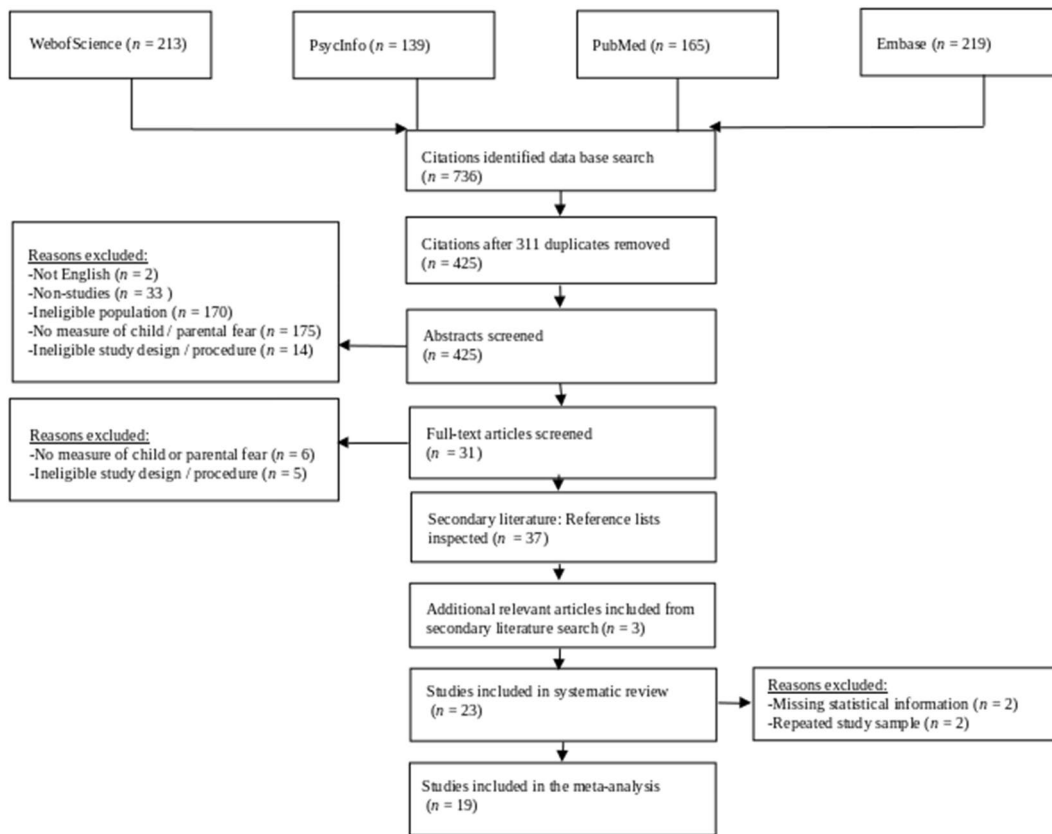 WebofScience (n = 213)
PsycInfo (n = 139)
PubMed (n = 165)
Embase (n = 219)
Citations identified data base search
(n = 736)
Citations after 311 duplicates removed
(n = 425)
Reasons excluded:
-Not English (n = 2)
-Non-studies (n = 33 )
-Ineligible population (n = 170)
-No measure of child / parental fear (n = 175)
-Ineligible study design / procedure (n = 14)
Abstracts screened
(n = 425)
Reasons excluded:
-No measure of child or parental fear (n = 6)
-Ineligible study design / procedure (n = 5)
Full-text articles screened
(n = 31)
Secondary literature: Reference lists
inspected (n = 37)
Additional relevant articles included from
secondary literature search (n = 3)
Studies included in systematic review
(n = 23)
Reasons excluded:
-Missing statistical information (n = 2)
-Repeated study sample (n = 2)
Studies included in the meta-analysis
(n = 19)